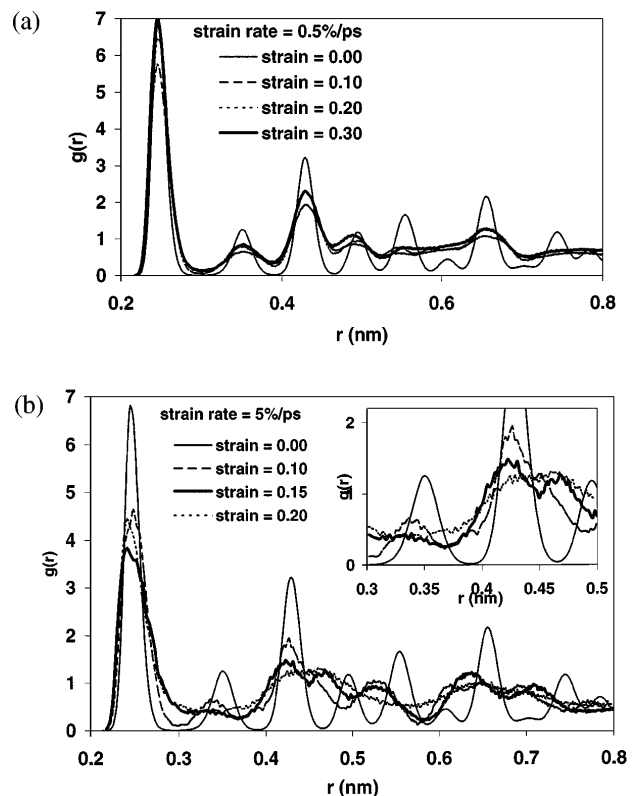 (a)
strain rate = 0.5%/ps
strain = 0.00
strain = 0.10
strain = 0.20
strain = 0.30
7
6
5
4
3
2
1
0
g(r)
0.2 0.4 0.6 0.8
r (nm)
(b)
strain rate = 5%/ps
strain = 0.00
strain = 0.10
strain = 0.15
strain = 0.20
7
6
5
4
3
2
1
0
g(r)
2
1
0
g(r)
0.3 0.35 0.4 0.45 0.5
r (nm)
0.2 0.3 0.4 0.5 0.6 0.7 0.8
r (nm)